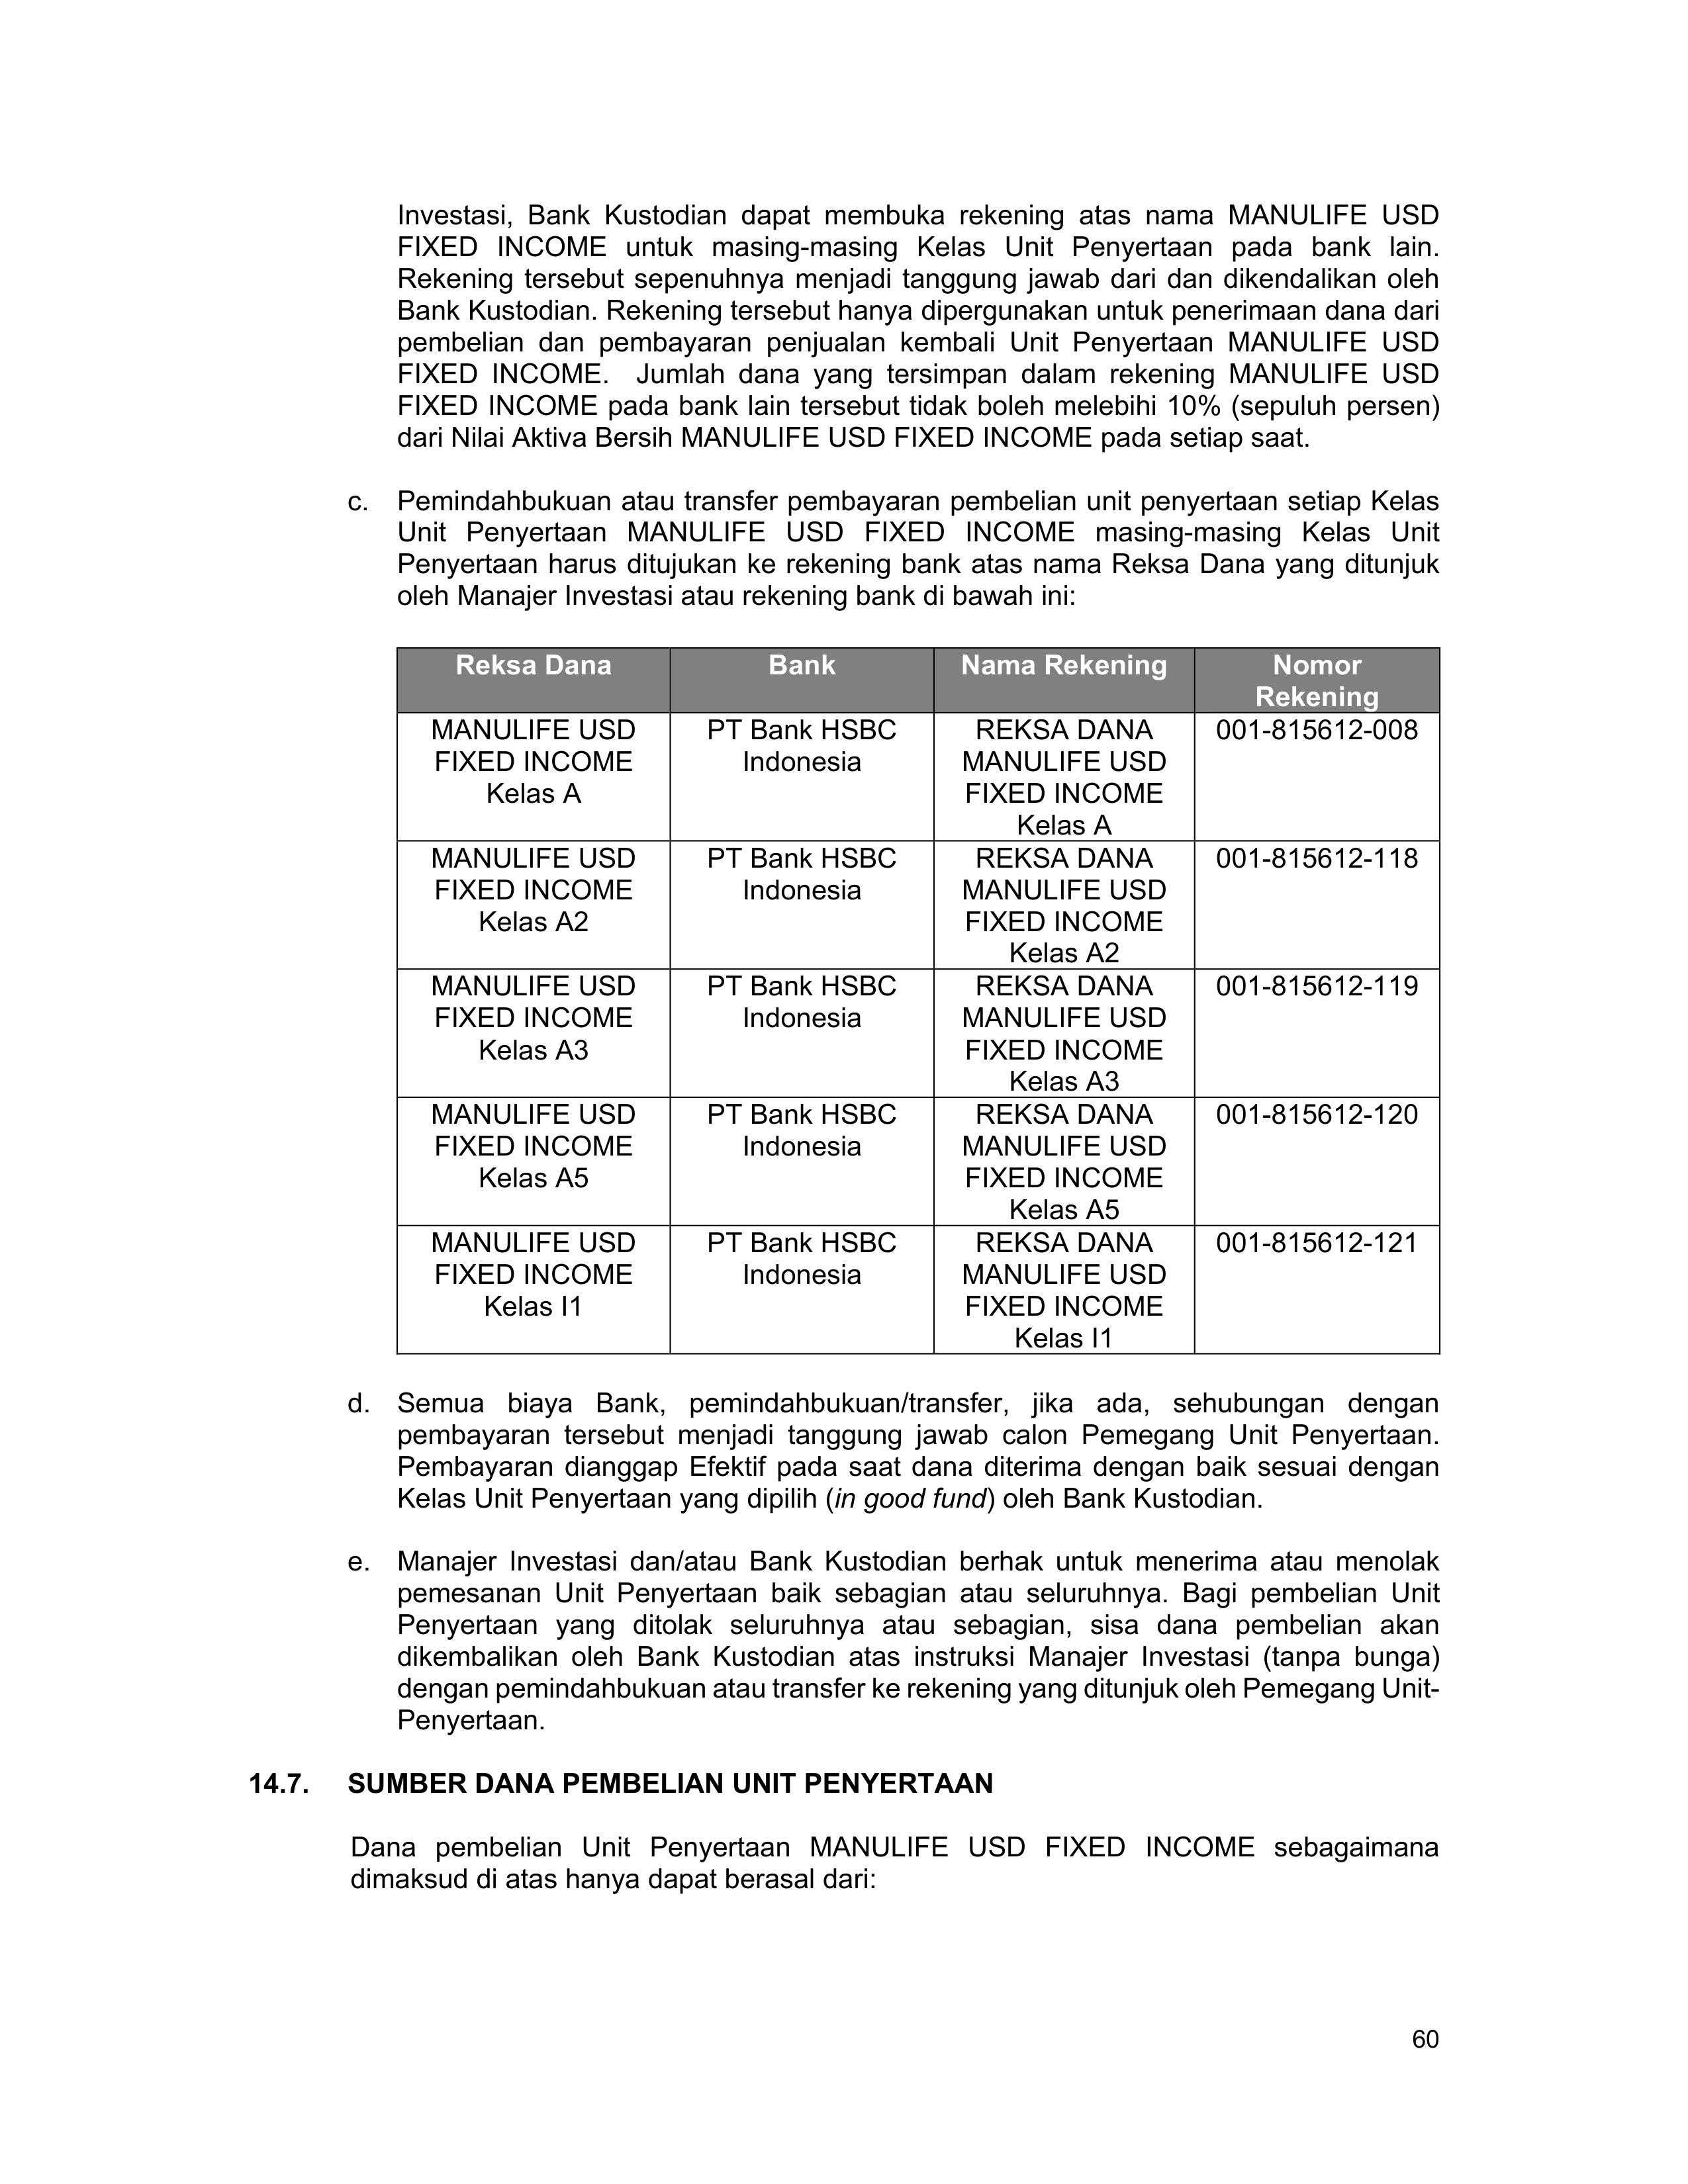 Investasi, Bank Kustodian dapat membuka rekening atas nama MANULIFE USD
FIXED INCOME untuk masing-masing Kelas Unit Penyertaan pada bank lain.
Rekening tersebut sepenuhnya menjadi tanggung jawab dari dan dikendalikan oleh
Bank Kustodian. Rekening tersebut hanya dipergunakan untuk penerimaan dana dari
pembelian dan pembayaran penjualan kembali Unit Penyertaan MANULIFE USD
FIXED INCOME. Jumlah dana yang tersimpan dalam rekening MANULIFE USD
FIXED INCOME pada bank lain tersebut tidak boleh melebihi 10% (sepuluh persen)
dari Nilai Aktiva Bersih MANULIFE USD FIXED INCOME pada setiap saat.
c. Pemindahbukuan atau transfer pembayaran pembelian unit penyertaan setiap Kelas
Unit Penyertaan MANULIFE USD FIXED INCOME masing-masing Kelas Unit
Penyertaan harus ditujukan ke rekening bank atas nama Reksa Dana yang ditunjuk
oleh Manajer Investasi atau rekening bank di bawah ini:
Reksa Dana
Bank
Nama Rekening
Nomor
Rekening
MANULIFE USD
FIXED INCOME
Kelas A
PT Bank HSBC
Indonesia
REKSA DANA
MANULIFE USD
FIXED INCOME
Kelas A
001-815612-008
MANULIFE USD
FIXED INCOME
Kelas A2
PT Bank HSBC
Indonesia
REKSA DANA
MANULIFE USD
FIXED INCOME
Kelas A2
001-815612-118
MANULIFE USD
FIXED INCOME
Kelas A3
PT Bank HSBC
Indonesia
REKSA DANA
MANULIFE USD
FIXED INCOME
Kelas A3
001-815612-119
MANULIFE USD
FIXED INCOME
Kelas A5
PT Bank HSBC
Indonesia
REKSA DANA
MANULIFE USD
FIXED INCOME
Kelas A5
001-815612-120
MANULIFE USD
FIXED INCOME
Kelas I1
PT Bank HSBC
Indonesia
REKSA DANA
MANULIFE USD
FIXED INCOME
Kelas I1
001-815612-121
d. Semua biaya Bank, pemindahbukuan/transfer, jika ada, sehubungan dengan
pembayaran tersebut menjadi tanggung jawab calon Pemegang Unit Penyertaan.
Pembayaran dianggap Efektif pada saat dana diterima dengan baik sesuai dengan
Kelas Unit Penyertaan yang dipilih (in good fund) oleh Bank Kustodian.
e. Manajer Investasi dan/atau Bank Kustodian berhak untuk menerima atau menolak
pemesanan Unit Penyertaan baik sebagian atau seluruhnya. Bagi pembelian Unit
Penyertaan yang ditolak seluruhnya atau sebagian, sisa dana pembelian akan
dikembalikan oleh Bank Kustodian atas instruksi Manajer Investasi (tanpa bunga)
dengan pemindahbukuan atau transfer ke rekening yang ditunjuk oleh Pemegang Unit-
Penyertaan.
14.7. SUMBER DANA PEMBELIAN UNIT PENYERTAAN
Dana pembelian Unit Penyertaan MANULIFE USD FIXED INCOME sebagaimana
dimaksud di atas hanya dapat berasal dari:
60